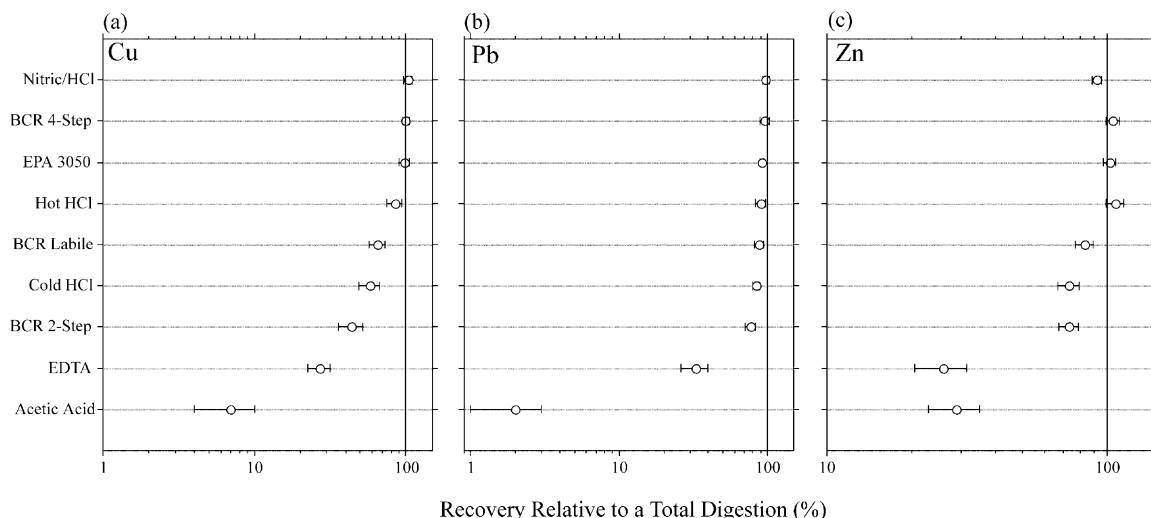 (a) (b) (c)
Cu Pb Zn
Nitric/HCl
BCR 4-Step
EPA 3050
Hot HCl
BCR Labile
Cold HCl
BCR 2-Step
EDTA
Acetic Acid
1 10 100 1 10 100 10 100
Recovery Relative to a Total Digestion (%)